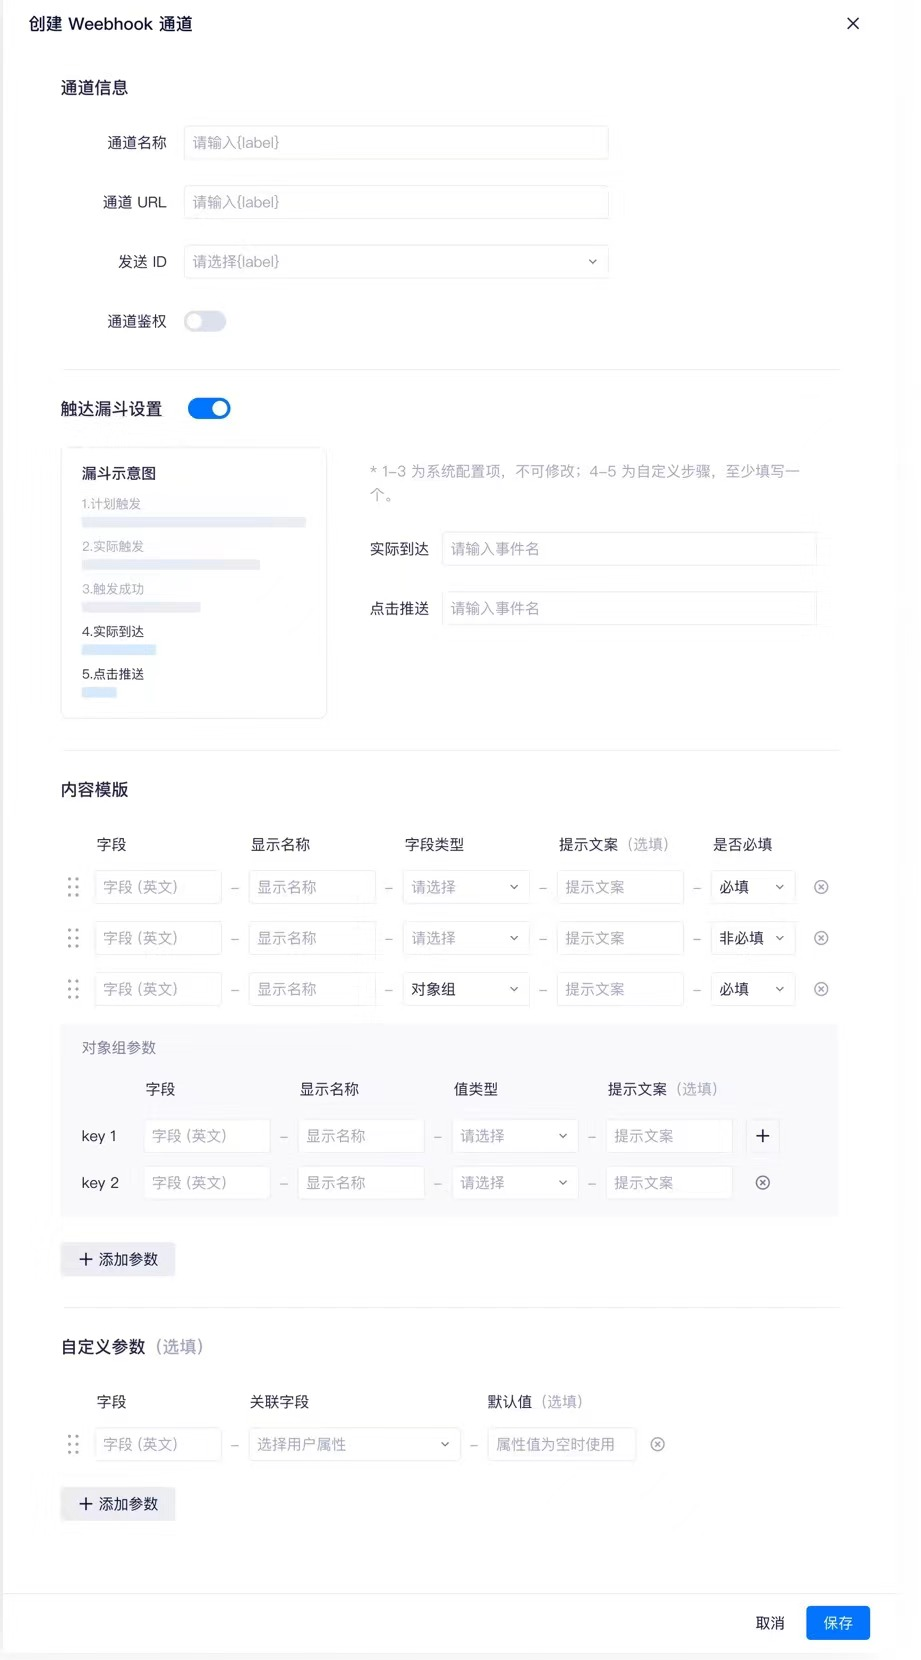 创建 Weebhook 通道
通道信息
通道名称 请输入{label}
通道 URL 请输入{label}
发送 ID 请选择{label}
通道鉴权
触达漏斗设置
漏斗示意图
1.计划触发
2.实际触发
3.触发成功
4.实际到达
5.点击推送
* 1-3 为系统配置项，不可修改；4-5 为自定义步骤，至少填写一
个。
实际到达 请输入事件名
点击推送 请输入事件名
内容模版
字段 显示名称 字段类型 提示文案（选填） 是否必填
字段 (英文) – 显示名称 – 请选择 – 提示文案 – 必填
字段 (英文) – 显示名称 – 请选择 – 提示文案 – 非必填
字段 (英文) – 显示名称 – 对象组 – 提示文案 – 必填
对象组参数
字段 显示名称 值类型 提示文案（选填）
key 1 字段 (英文) – 显示名称 – 请选择 – 提示文案 +
key 2 字段 (英文) – 显示名称 – 请选择 – 提示文案
+ 添加参数
自定义参数（选填）
字段 关联字段 默认值（选填）
字段 (英文) – 选择用户属性 – 属性值为空时使用
+ 添加参数
取消 保存